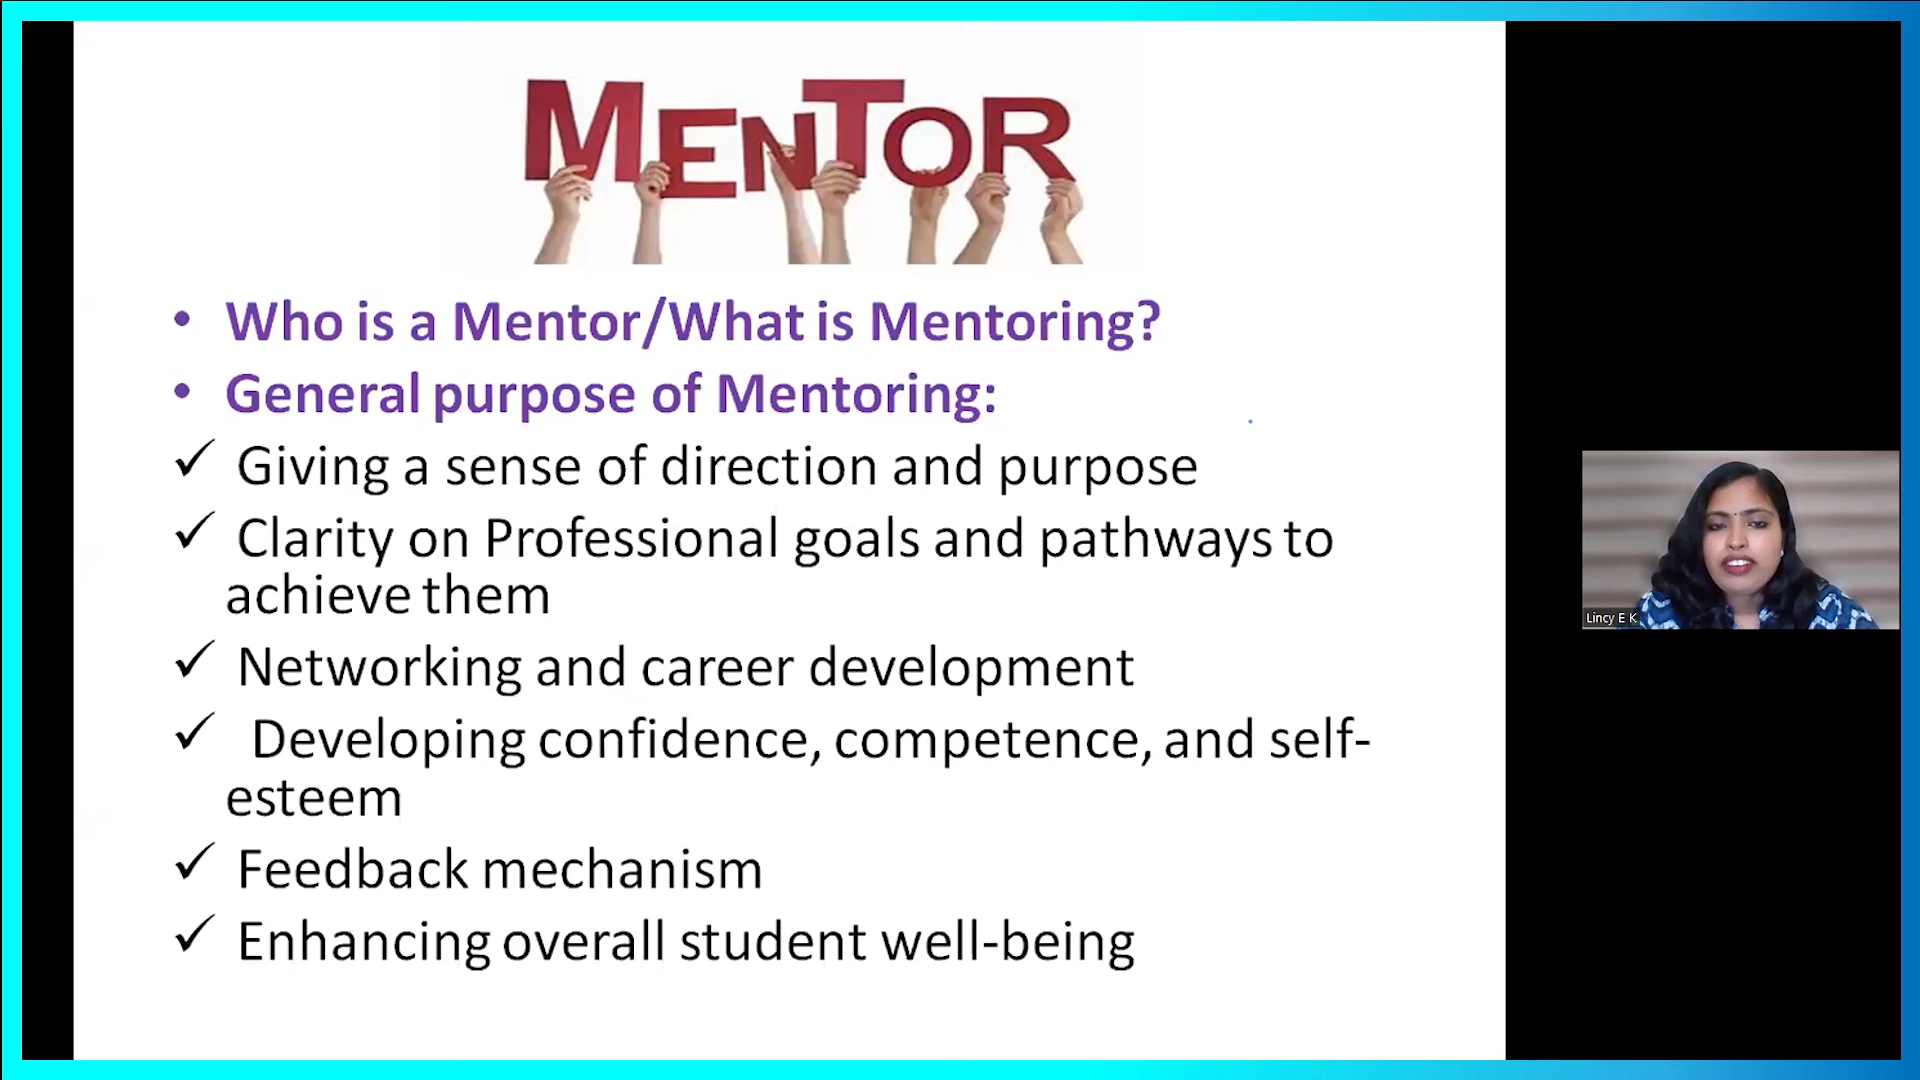 MENTOR
• Who is a Mentor/What is Mentoring?
• General purpose of Mentoring:
✓ Giving a sense of direction and purpose
✓ Clarity on Professional goals and pathways to
achieve them
✓ Networking and career development
✓ Developing confidence, competence, and self-
esteem
✓ Feedback mechanism
✓ Enhancing overall student well-being
Lincy E K